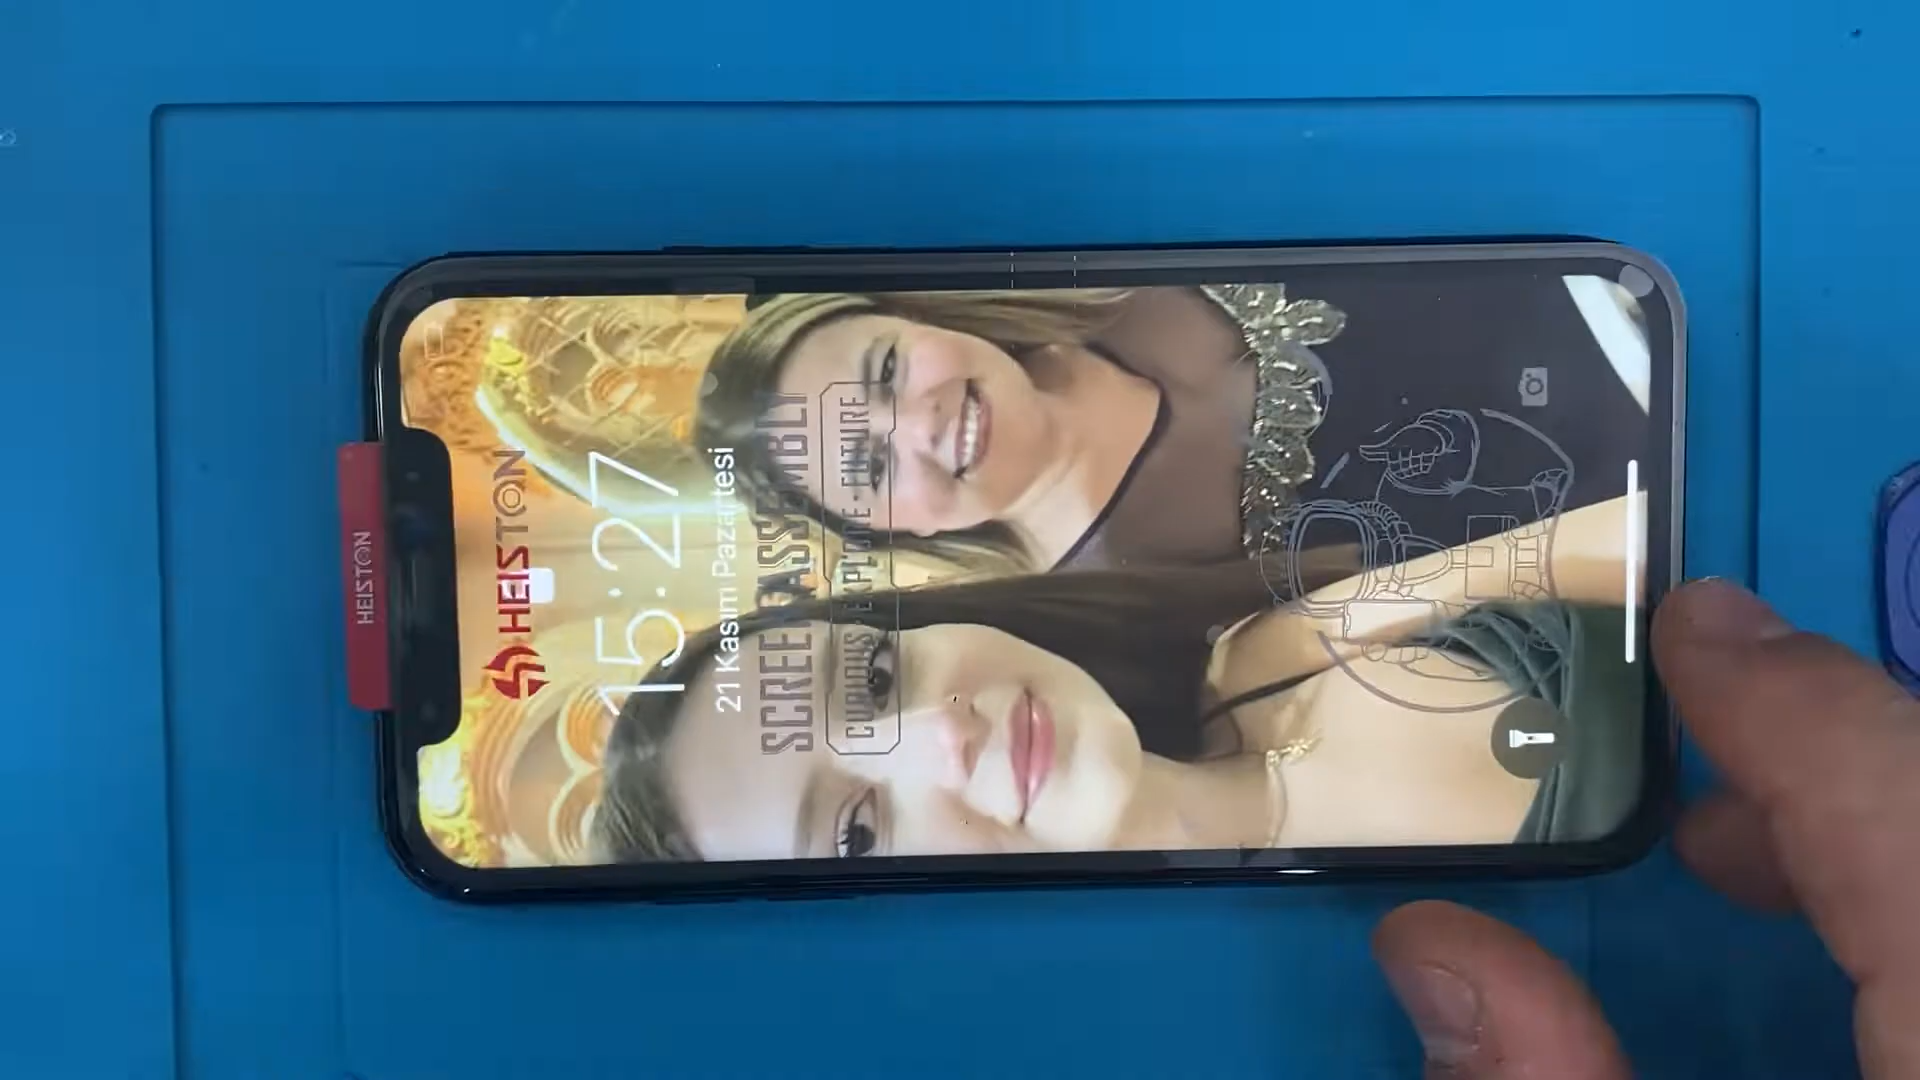 HEISTON
HEISTON
15:27
21 Kasım Pazartesi
SCREEN ASSEMBLY
CURIOUS · EXPLORE · FUTURE